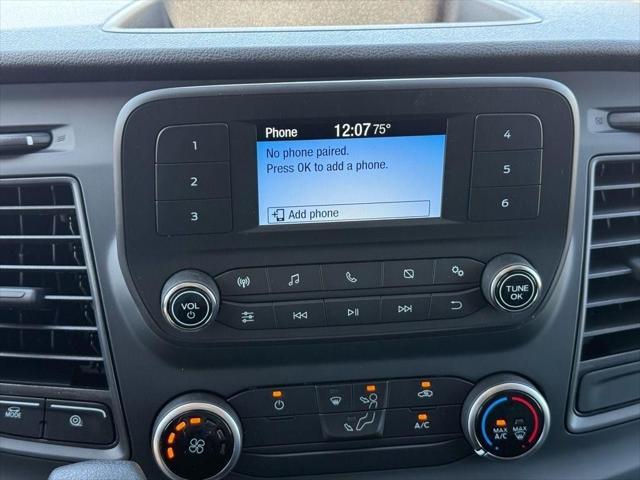 Phone 12:07 75°
No phone paired.
Press OK to add a phone.
Add phone
1
2
3
4
5
6
VOL
TUNE
OK
MODE
A/C
MAX
A/C
MAX